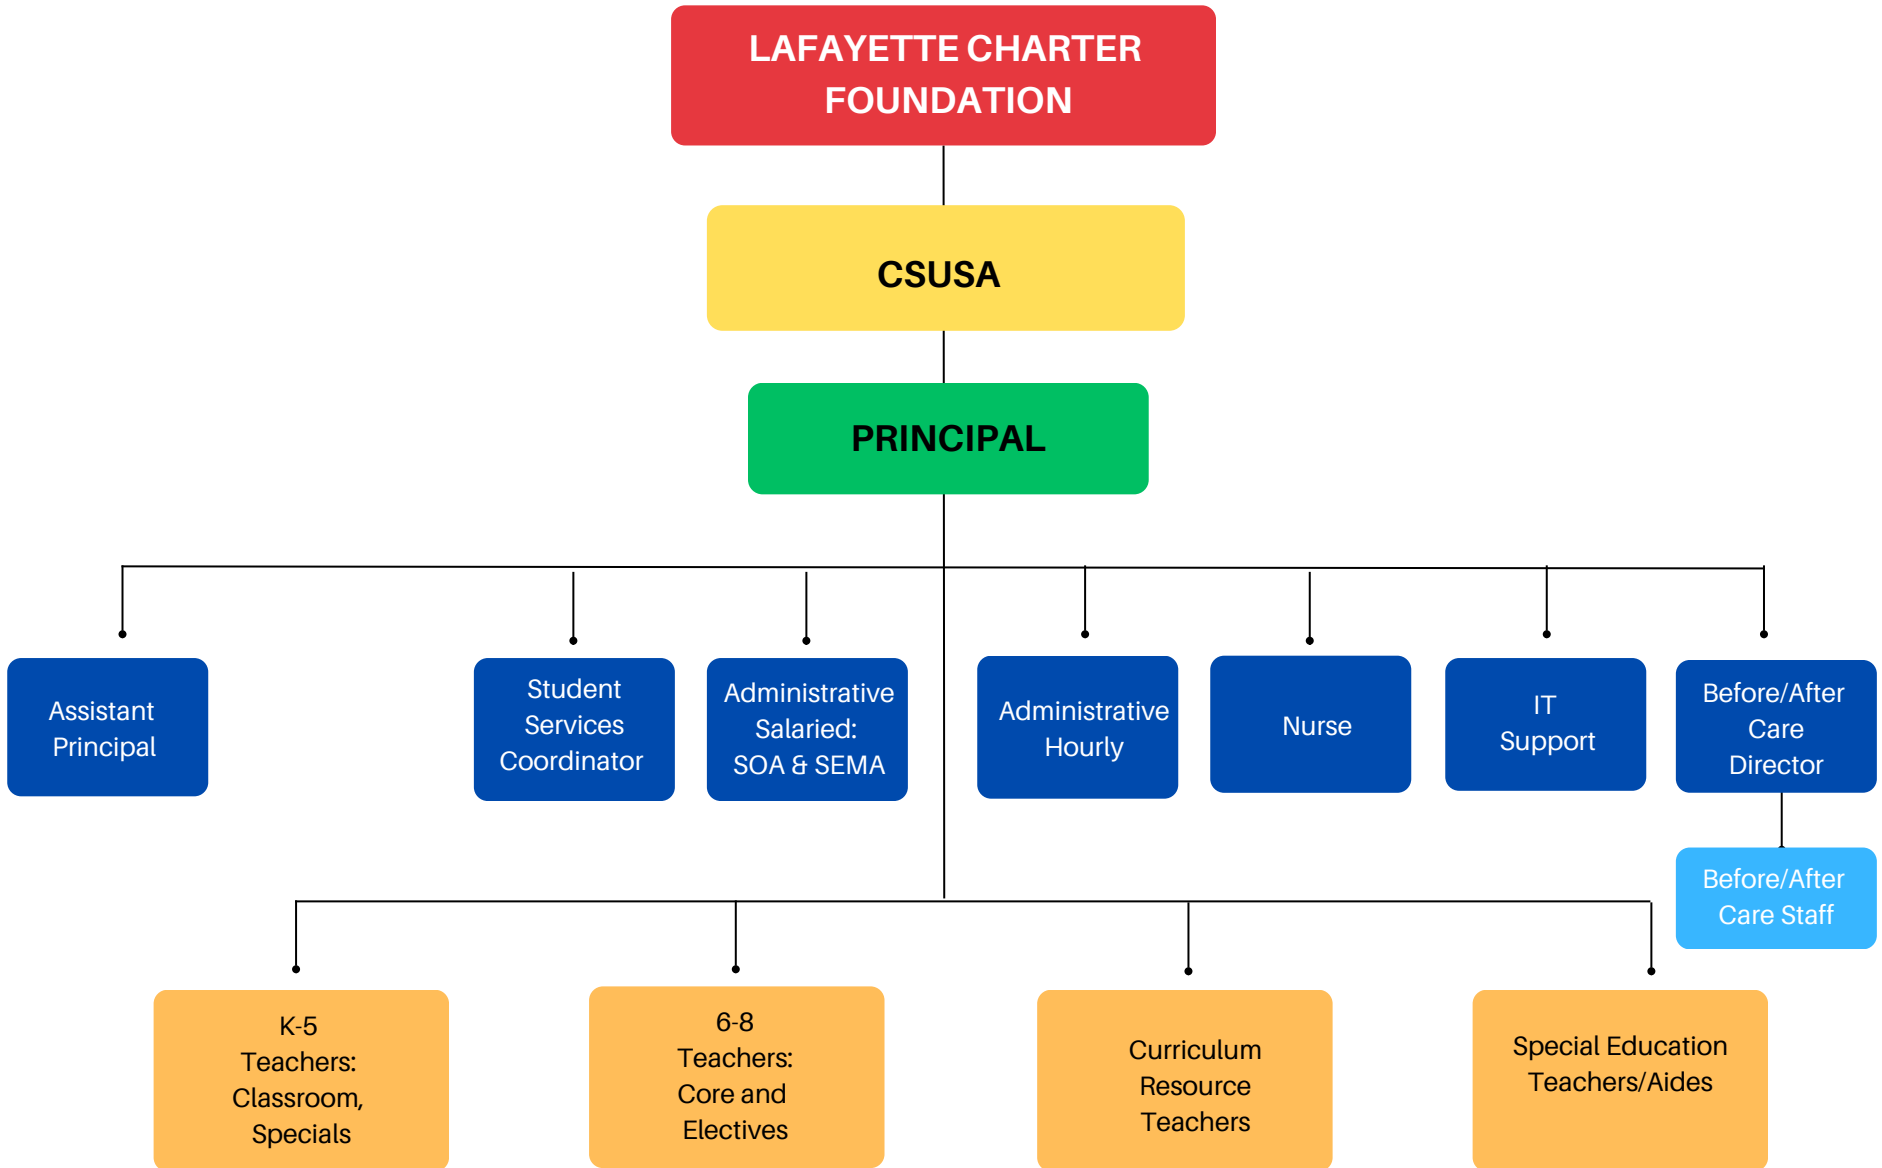 LAFAYETTE CHARTER
FOUNDATION
CSUSA
PRINCIPAL
Assistant
Principal
Student
Services
Coordinator
Administrative
Salaried:
SOA & SEMA
Administrative
Hourly
Nurse
IT
Support
Before/After
Care
Director
Before/After
Care Staff
K-5
Teachers:
Classroom,
Specials
6-8
Teachers:
Core and
Electives
Curriculum
Resource
Teachers
Special Education
Teachers/Aides